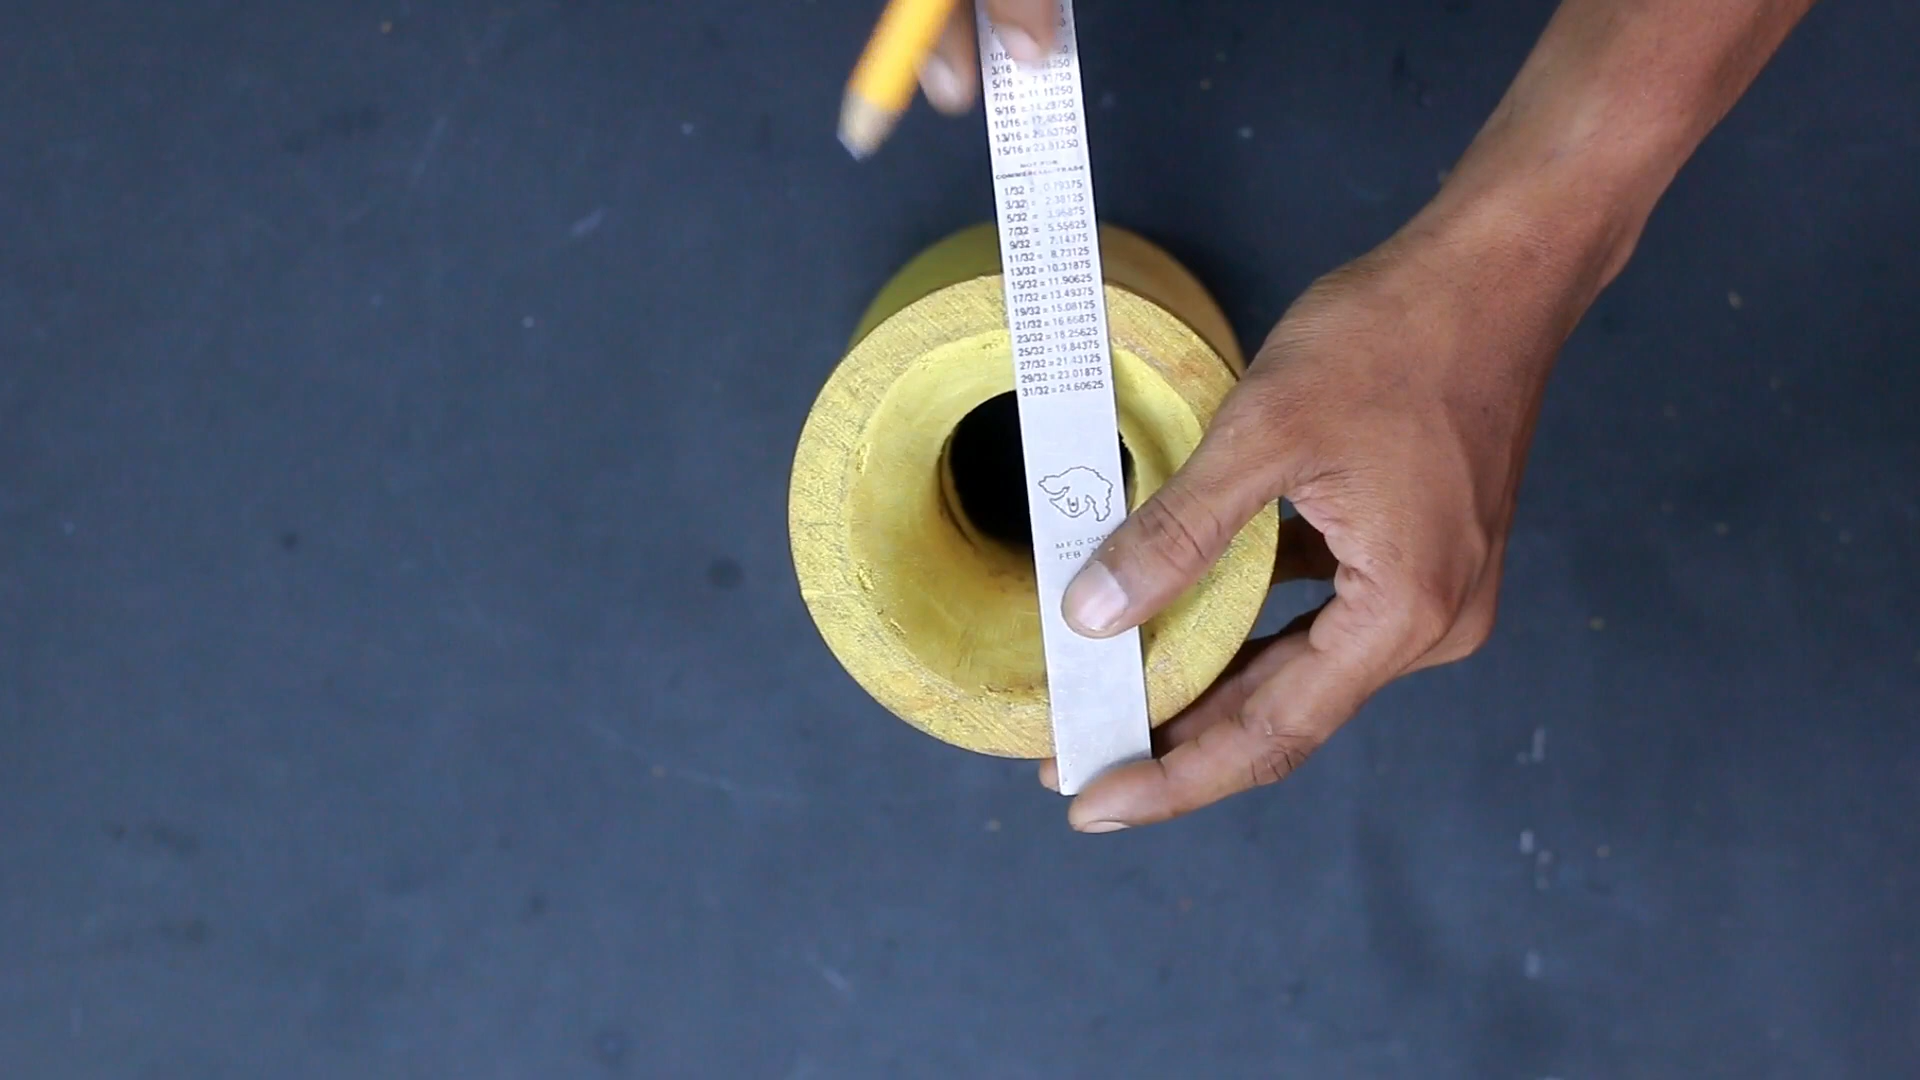 3/16
5/16 = 7.93750
7/16 = 11.11250
9/16 = 14.28750
11/16 = 17.46250
13/16 = 20.63750
15/16 = 23.81250
NOT FOR
COMMERCIAL TRADE
1/32 = 0.79375
3/32 = 2.38125
5/32 = 3.96875
7/32 = 5.55625
9/32 = 7.14375
11/32 = 8.73125
13/32 = 10.31875
15/32 = 11.90625
17/32 = 13.49375
19/32 = 15.08125
21/32 = 16.66875
23/32 = 18.25625
25/32 = 19.84375
27/32 = 21.43125
29/32 = 23.01875
31/32 = 24.60625
MFG
FEB